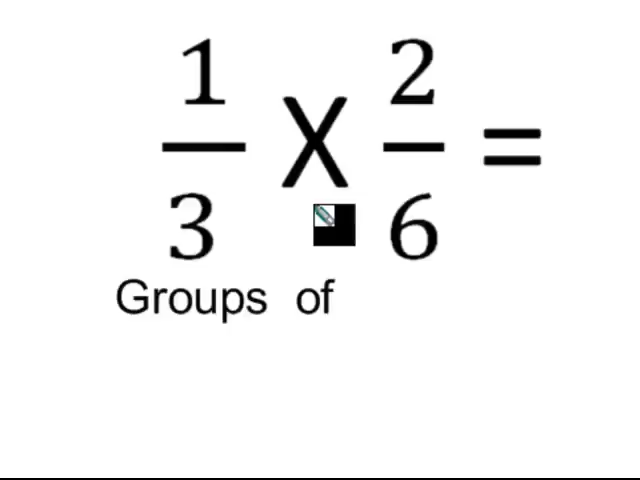 1/3 X 2/6 =
Groups of